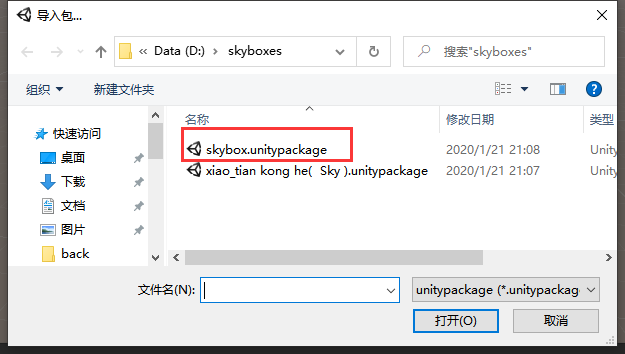 导入包...
« Data (D:) › skyboxes
搜索"skyboxes"
组织 新建文件夹
名称 修改日期 类型
快速访问
桌面
下载
文档
图片
back
skybox.unitypackage 2020/1/21 21:08 Unity
xiao_tian kong he( Sky ).unitypackage 2020/1/21 21:07 Unity
文件名(N):
unitypackage (*.unitypackage
打开(O) 取消